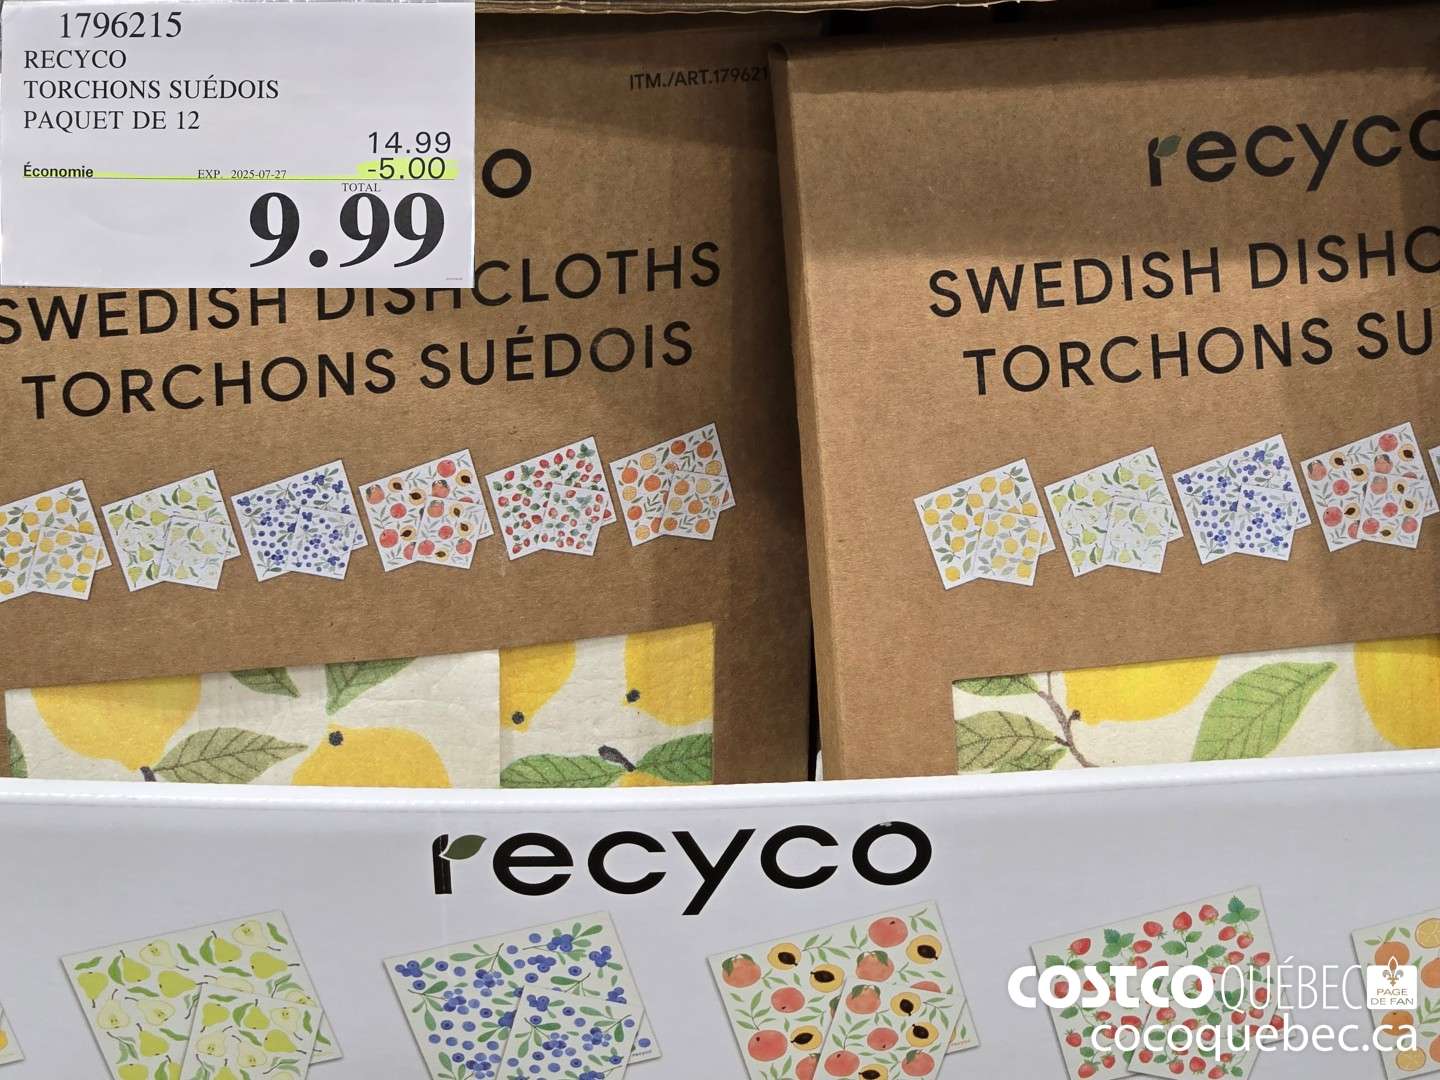 1796215
RECYCO
TORCHONS SUÉDOIS
PAQUET DE 12
14.99
Économie EXP. 2025-07-27 -5.00
TOTAL
9.99
ITM./ART.179621
o
SWEDISH DISHCLOTHS
TORCHONS SUÉDOIS
recyco
SWEDISH DISHC
TORCHONS SU
recyco
COSTCO QUÉBEC
PAGE
DE FAN
cocoquebec.ca